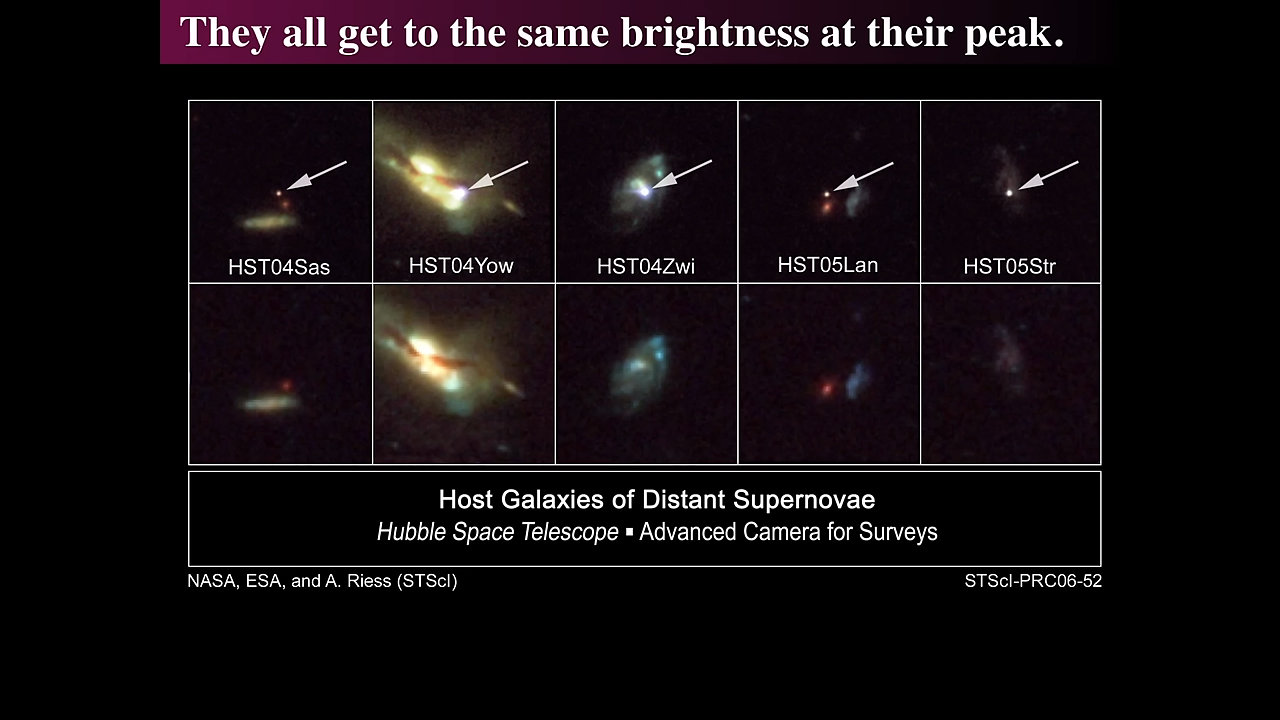 They all get to the same brightness at their peak.
HST04Sas
HST04Yow
HST04Zwi
HST05Lan
HST05Str
Host Galaxies of Distant Supernovae
Hubble Space Telescope ▪ Advanced Camera for Surveys
NASA, ESA, and A. Riess (STScI)
STScI-PRC06-52